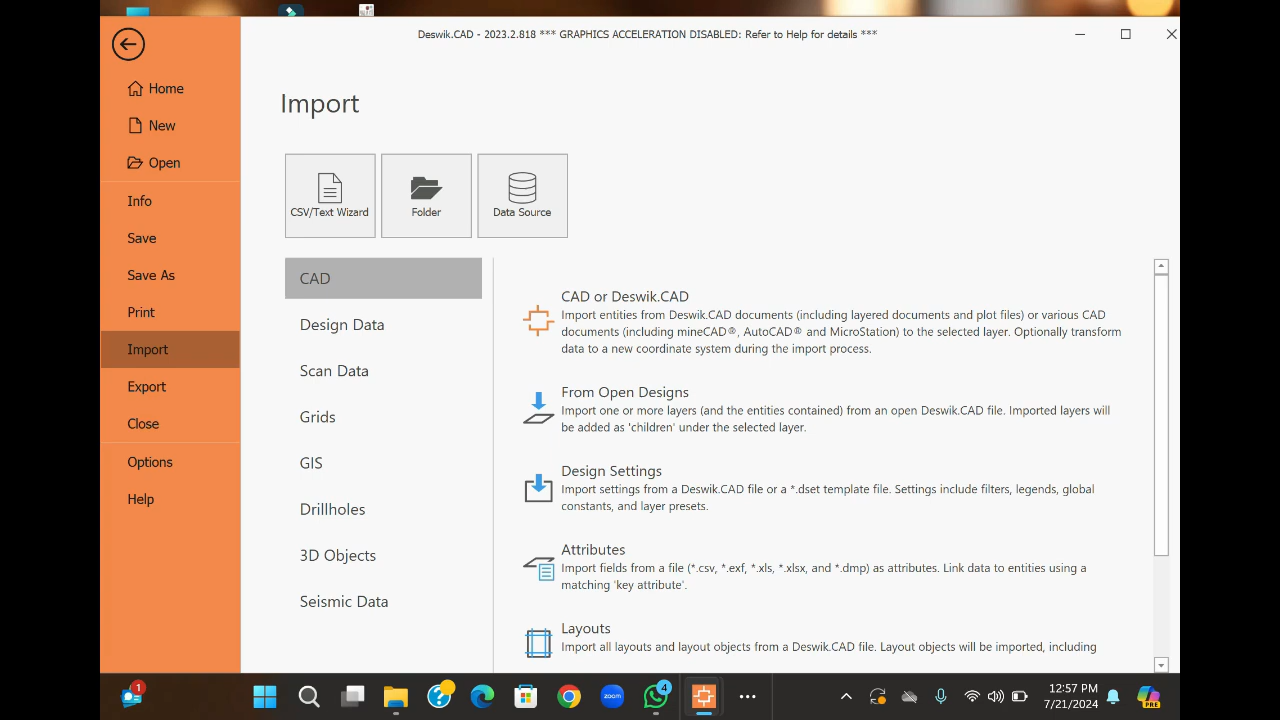 Deswik.CAD - 2023.2.818 *** GRAPHICS ACCELERATION DISABLED: Refer to Help for details ***
Home
New
Open
Info
Save
Save As
Print
Import
Export
Close
Options
Help
Import
CSV/Text Wizard
Folder
Data Source
CAD
Design Data
Scan Data
Grids
GIS
Drillholes
3D Objects
Seismic Data
CAD or Deswik.CAD
Import entities from Deswik.CAD documents (including layered documents and plot files) or various CAD
documents (including mineCAD®, AutoCAD® and MicroStation) to the selected layer. Optionally transform
data to a new coordinate system during the import process.
From Open Designs
Import one or more layers (and the entities contained) from an open Deswik.CAD file. Imported layers will
be added as 'children' under the selected layer.
Design Settings
Import settings from a Deswik.CAD file or a *.dset template file. Settings include filters, legends, global
constants, and layer presets.
Attributes
Import fields from a file (*.csv, *.exf, *.xls, *.xlsx, and *.dmp) as attributes. Link data to entities using a
matching 'key attribute'.
Layouts
Import all layouts and layout objects from a Deswik.CAD file. Layout objects will be imported, including
1
zoom
4
12:57 PM
7/21/2024
PRE